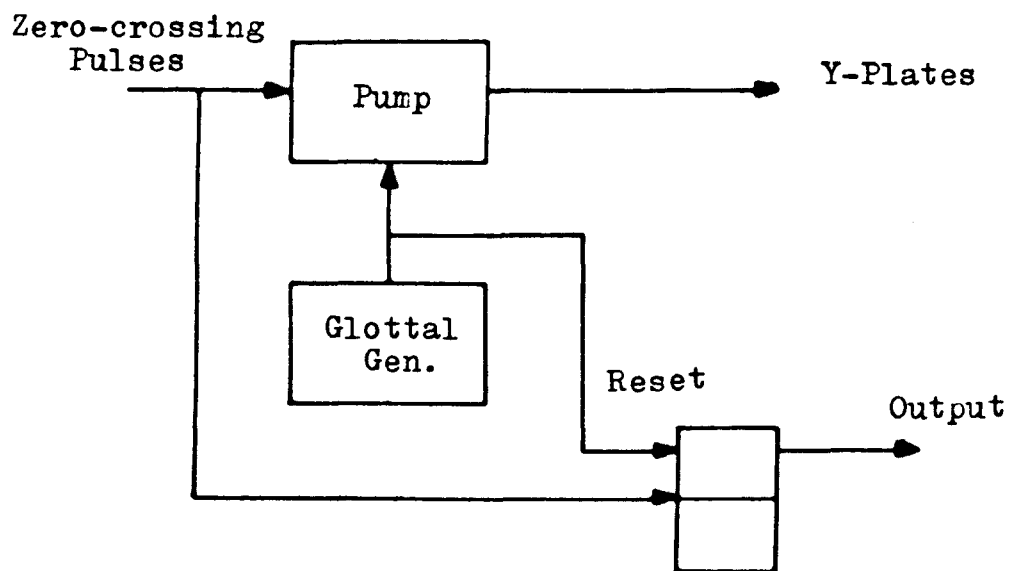 Zero-crossing
Pulses
Pump
Y-Plates
Glottal
Gen.
Reset
Output